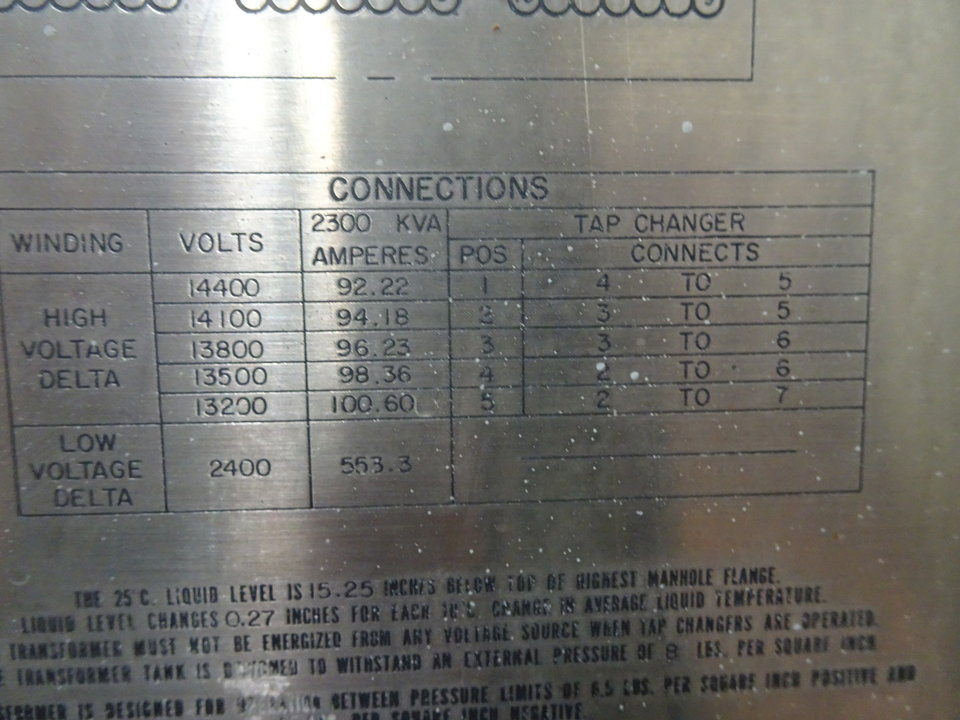 CONNECTIONS
WINDING VOLTS 2300 KVA AMPERES TAP CHANGER
POS CONNECTS
HIGH VOLTAGE DELTA
14400 92.22 1 4 TO 5
14100 94.18 2 3 TO 5
13800 96.23 3 3 TO 6
13500 98.36 4 2 TO 6
13200 100.60 5 2 TO 7
LOW VOLTAGE DELTA
2400 553.3
THE 25°C. LIQUID LEVEL IS 15.25 INCHES BELOW TOP OF HIGHEST MANHOLE FLANGE.
LIQUID LEVEL CHANGES 0.27 INCHES FOR EACH 10°C. CHANGE IN AVERAGE LIQUID TEMPERATURE.
TRANSFORMER MUST NOT BE ENERGIZED FROM ANY VOLTAGE SOURCE WHEN TAP CHANGERS ARE OPERATED.
TRANSFORMER TANK IS DESIGNED TO WITHSTAND AN EXTERNAL PRESSURE OF 8 LBS. PER SQUARE INCH
IS DESIGNED FOR OPERATION BETWEEN PRESSURE LIMITS OF 6.5 LBS. PER SQUARE INCH POSITIVE AND
PER SQUARE INCH NEGATIVE.